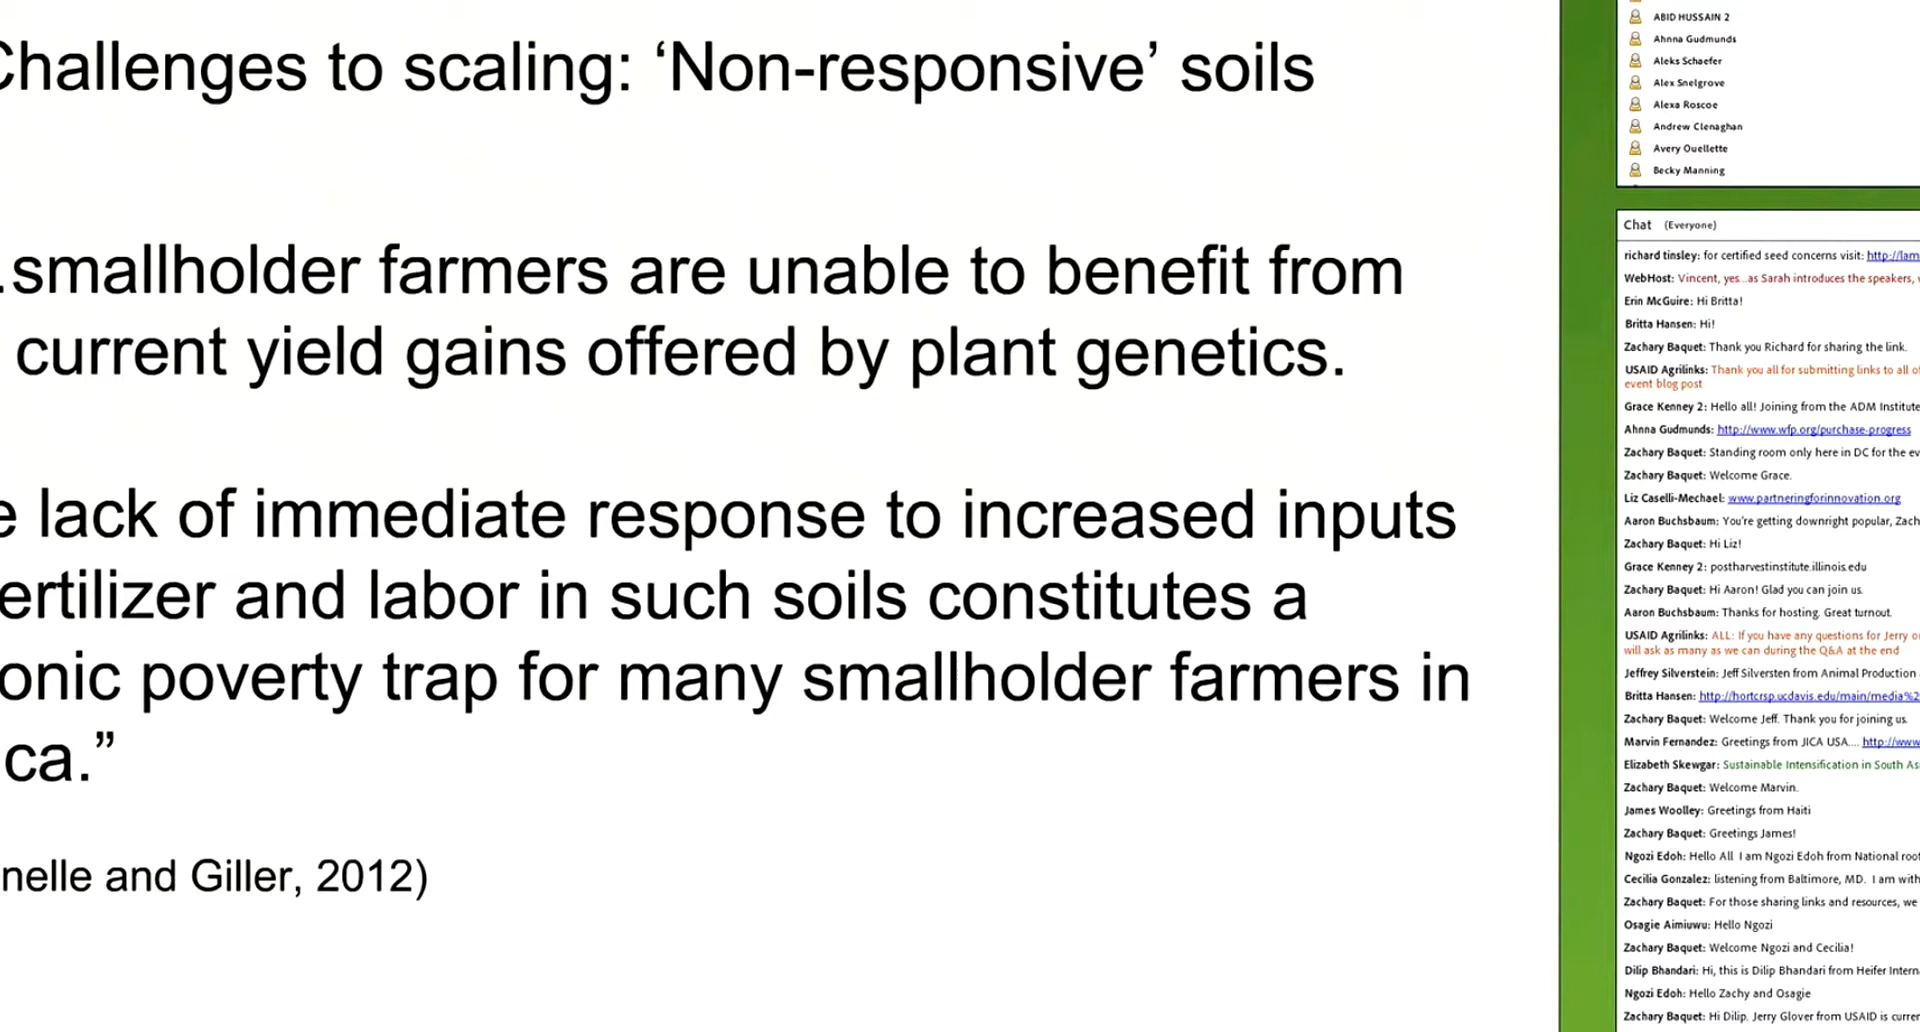 Challenges to scaling: ‘Non-responsive’ soils
.smallholder farmers are unable to benefit from
current yield gains offered by plant genetics.
e lack of immediate response to increased inputs
ertilizer and labor in such soils constitutes a
onic poverty trap for many smallholder farmers in
ca.”
nelle and Giller, 2012)
ABID HUSSAIN 2
Ahnna Gudmunds
Aleks Schaefer
Alex Snelgrove
Alexa Roscoe
Andrew Clenaghan
Avery Ouellette
Becky Manning
Chat (Everyone)
richard tinsley: for certified seed concerns visit: http://lam
WebHost: Vincent, yes...as Sarah introduces the speakers,
Erin McGuire: Hi Britta!
Britta Hansen: Hi!
Zachary Baquet: Thank you Richard for sharing the link.
USAID Agrilinks: Thank you all for submitting links to all of
event blog post
Grace Kenney 2: Hello all! Joining from the ADM Institute
Ahnna Gudmunds: http://www.wfp.org/purchase-progress
Zachary Baquet: Standing room only here in DC for the ev
Zachary Baquet: Welcome Grace.
Liz Caselli-Mechael: www.partneringforinnovation.org
Aaron Buchsbaum: You're getting downright popular, Zach
Zachary Baquet: Hi Liz!
Grace Kenney 2: postharvestinstitute.illinois.edu
Zachary Baquet: Hi Aaron! Glad you can join us.
Aaron Buchsbaum: Thanks for hosting. Great turnout.
USAID Agrilinks: ALL: If you have any questions for Jerry o
will ask as many as we can during the Q&A at the end
Jeffrey Silverstein: Jeff Silversten from Animal Production
Britta Hansen: http://hortcrsp.ucdavis.edu/main/media%2
Zachary Baquet: Welcome Jeff. Thank you for joining us.
Marvin Fernandez: Greetings from JICA USA.... http://www
Elizabeth Skewgar: Sustainable Intensification in South As
Zachary Baquet: Welcome Marvin.
James Woolley: Greetings from Haiti
Zachary Baquet: Greetings James!
Ngozi Edoh: Hello All I am Ngozi Edoh from National root
Cecilia Gonzalez: listening from Baltimore, MD. I am with
Zachary Baquet: For those sharing links and resources, we
Osagie Aimiuwu: Hello Ngozi
Zachary Baquet: Welcome Ngozi and Cecilia!
Dilip Bhandari: Hi, this is Dilip Bhandari from Heifer Intern
Ngozi Edoh: Hello Zachy and Osagie
Zachary Baquet: Hi Dilip. Jerry Glover from USAID is curren